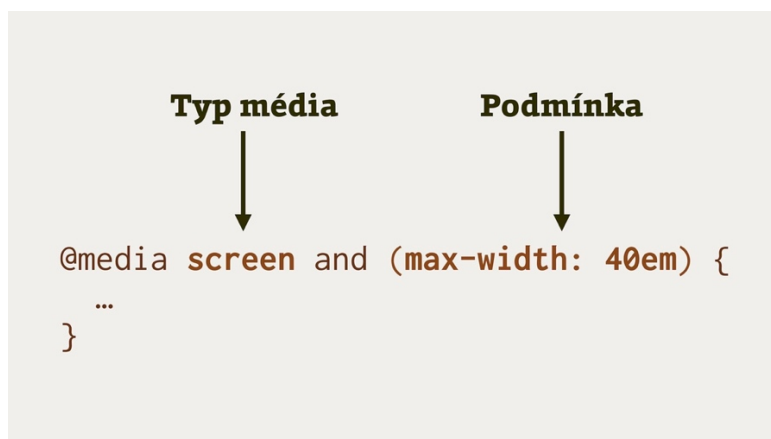 Typ média Podmínka
@media screen and (max-width: 40em) {
…
}